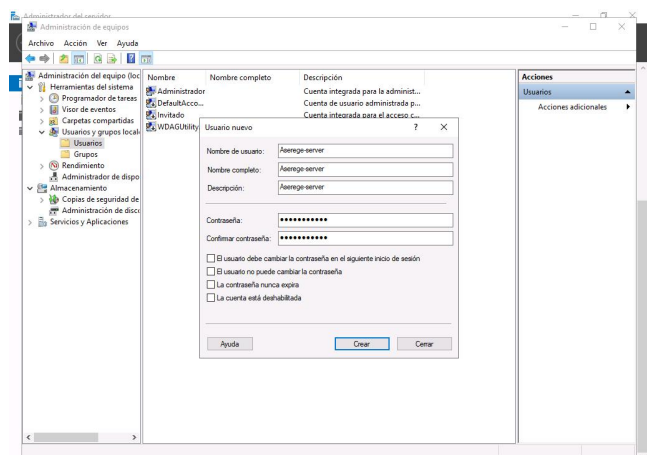 Administrador del servidor
Administración de equipos
Archivo Acción Ver Ayuda
Administración del equipo (loc
Herramientas del sistema
Programador de tareas
Visor de eventos
Carpetas compartidas
Usuarios y grupos local
Usuarios
Grupos
Rendimiento
Administrador de dispo
Almacenamiento
Copias de seguridad de
Administración de disco
Servicios y Aplicaciones
Nombre Nombre completo Descripción
Administrador Cuenta integrada para la administ...
DefaultAcco... Cuenta de usuario administrada p...
Invitado Cuenta integrada para el acceso c...
WDAGUtility
Usuario nuevo ? X
Nombre de usuario: Aserege-server
Nombre completo: Aserege-server
Descripción: Aserege-server
Contraseña: •••••••••••
Confirmar contraseña: •••••••••••
El usuario debe cambiar la contraseña en el siguiente inicio de sesión
El usuario no puede cambiar la contraseña
La contraseña nunca expira
La cuenta está deshabilitada
Ayuda Crear Cerrar
Acciones
Usuarios
Acciones adicionales